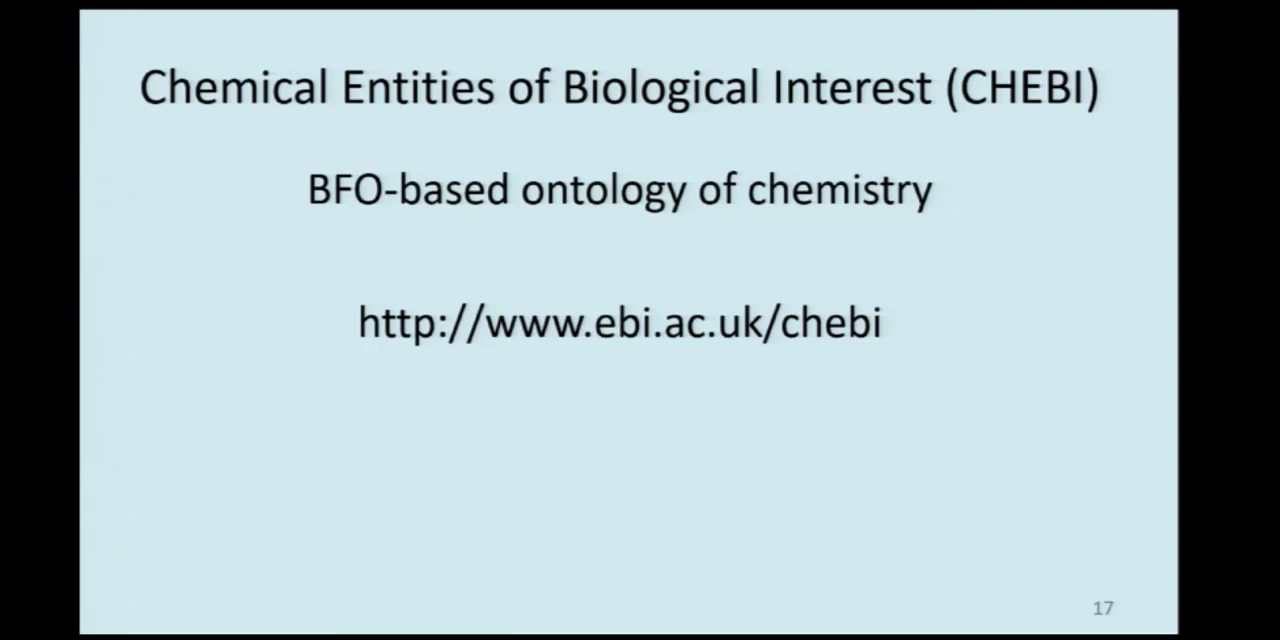 Chemical Entities of Biological Interest (CHEBI)
BFO-based ontology of chemistry
http://www.ebi.ac.uk/chebi
17